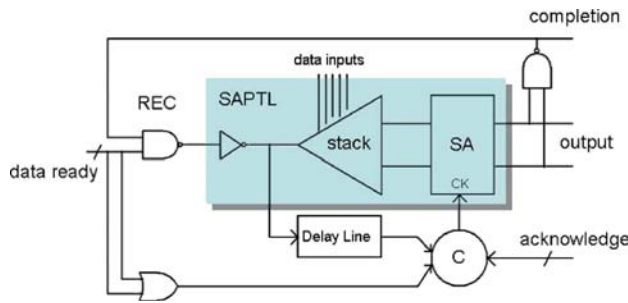 completion
data inputs
REC
SAPTL
stack
SA
output
data ready
CK
Delay Line
C
acknowledge